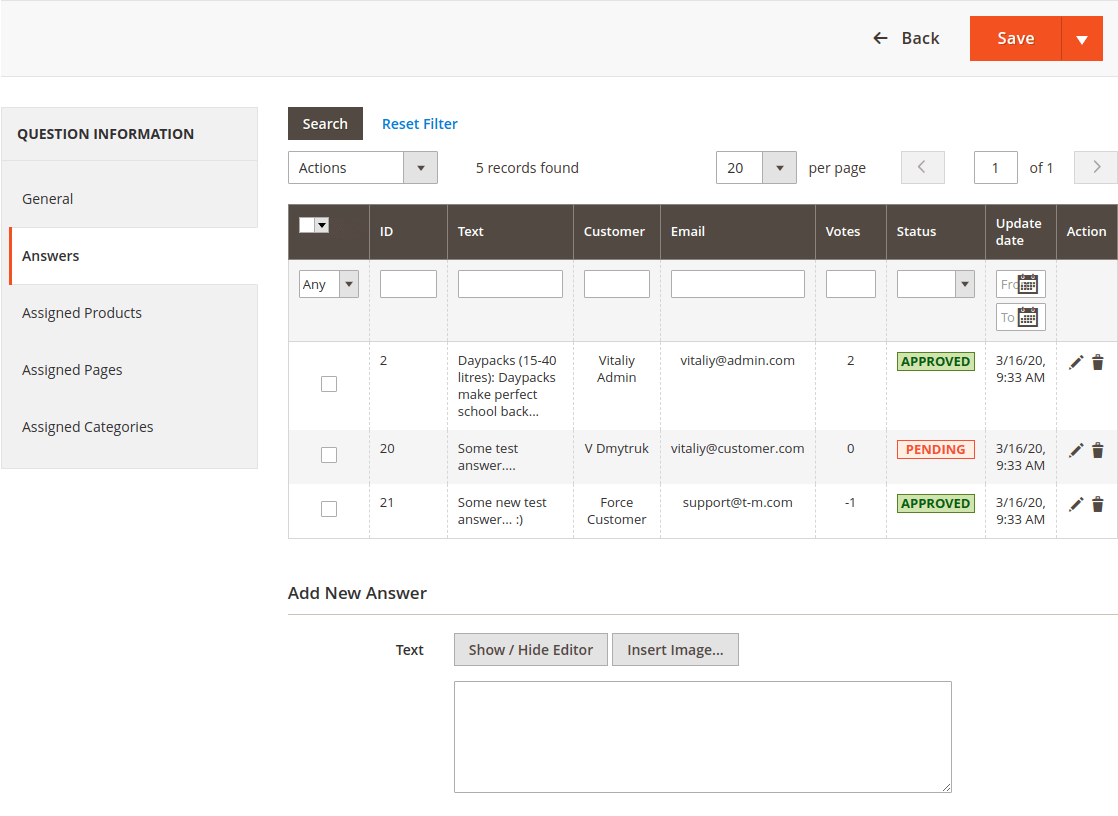 Back
Save
QUESTION INFORMATION
General
Answers
Assigned Products
Assigned Pages
Assigned Categories
Search
Reset Filter
Actions
5 records found
20
per page
1
of 1
ID
Text
Customer
Email
Votes
Status
Update
date
Action
Any
Fro
To
2
Daypacks (15-40
litres): Daypacks
make perfect
school back...
Vitaliy
Admin
vitaliy@admin.com
2
APPROVED
3/16/20,
9:33 AM
20
Some test
answer....
V Dmytruk
vitaliy@customer.com
0
PENDING
3/16/20,
9:33 AM
21
Some new test
answer... :)
Force
Customer
support@t-m.com
-1
APPROVED
3/16/20,
9:33 AM
Add New Answer
Text
Show / Hide Editor
Insert Image...